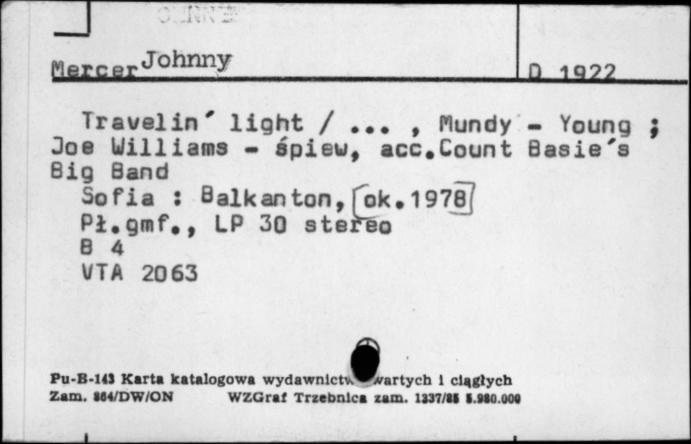 Mercer Johnny
D 1922
Travelin´ light / ... , Mundy - Young ;
Joe Williams - śpiew, acc.Count Basie´s
Big Band
Sofia : Balkanton, [ok.1978]
Pł.gmf., LP 30 stereo
B 4
VTA 2063
Pu-B-143 Karta katalogowa wydawnictw zwartych i ciągłych
Zam. 864/DW/ON WZGraf Trzebnica zam. 1337/85 5.980.000